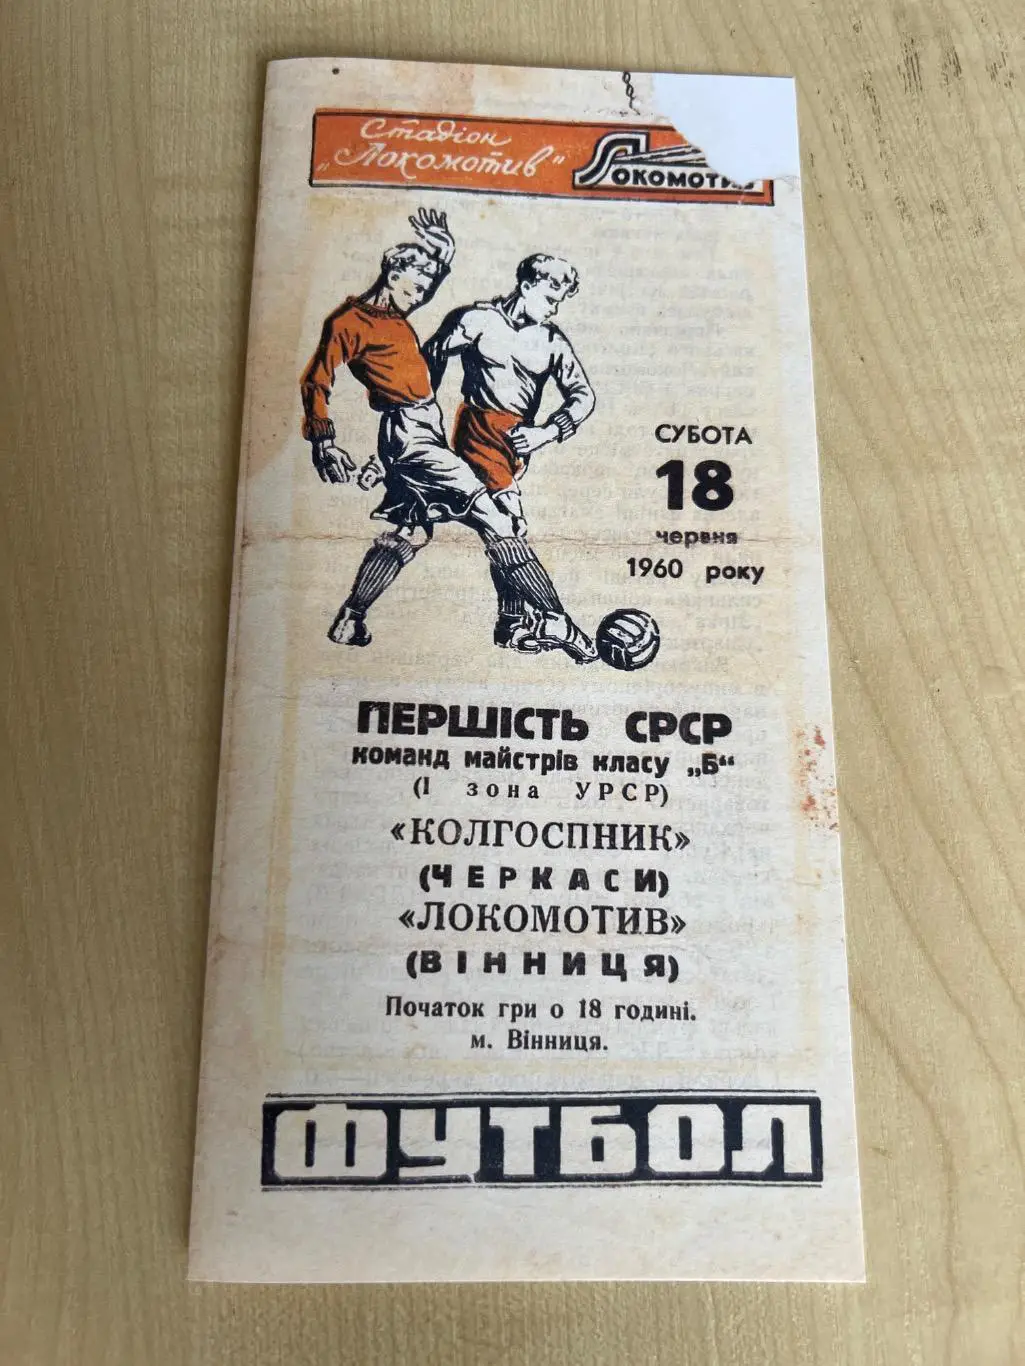 Стадіон
„Локомотив"
ЛОКОМОТИВ
СУБОТА
18
червня
1960 року
ПЕРШІСТЬ СРСР
команд майстрів класу „Б“
(І зона УРСР)
«КОЛГОСПНИК»
(ЧЕРКАСИ)
«ЛОКОМОТИВ»
(ВІННИЦЯ)
Початок гри о 18 годині.
м. Вінниця.
ФУТБОЛ